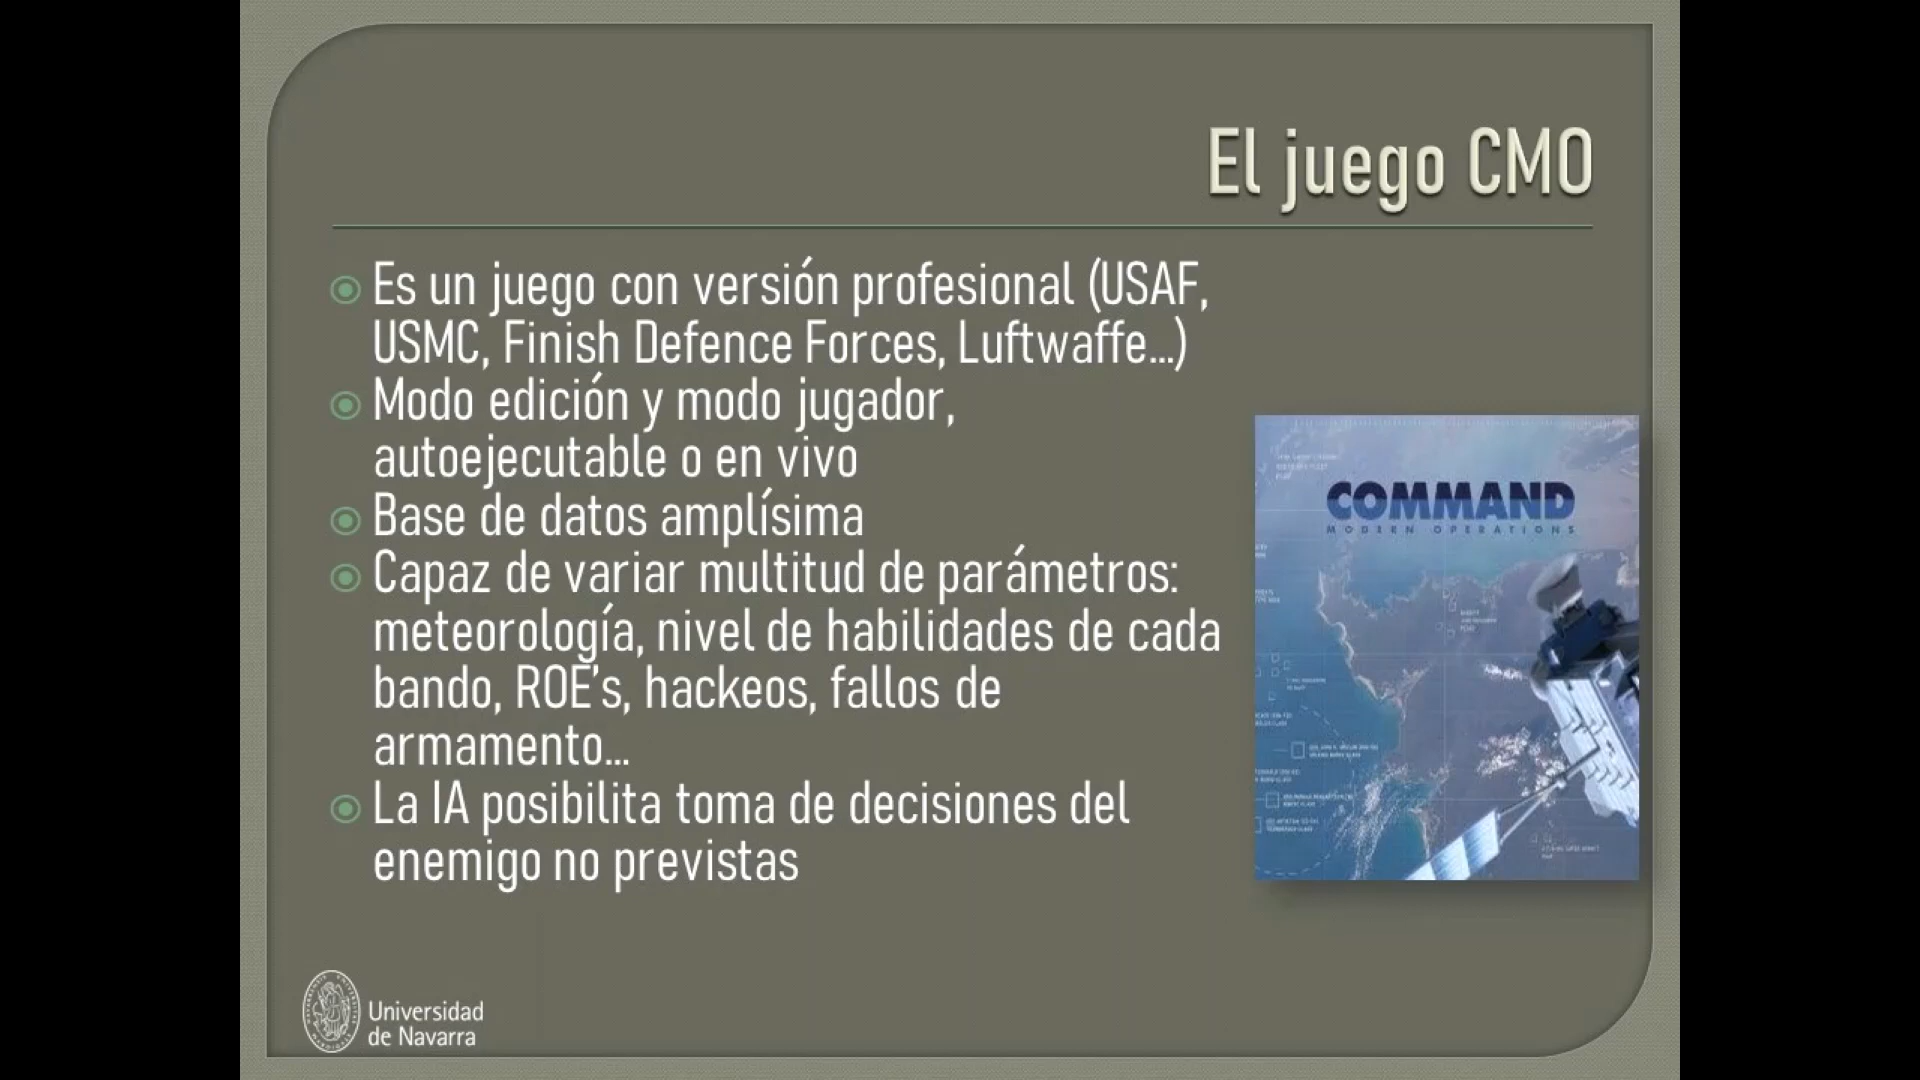 El juego CMO
Es un juego con versión profesional (USAF,
USMC, Finish Defence Forces, Luftwaffe...)
Modo edición y modo jugador,
autoejecutable o en vivo
Base de datos amplísima
Capaz de variar multitud de parámetros:
meteorología, nivel de habilidades de cada
bando, ROE's, hackeos, fallos de
armamento...
La IA posibilita toma de decisiones del
enemigo no previstas
COMMAND
MODERN OPERATIONS
Universidad
de Navarra